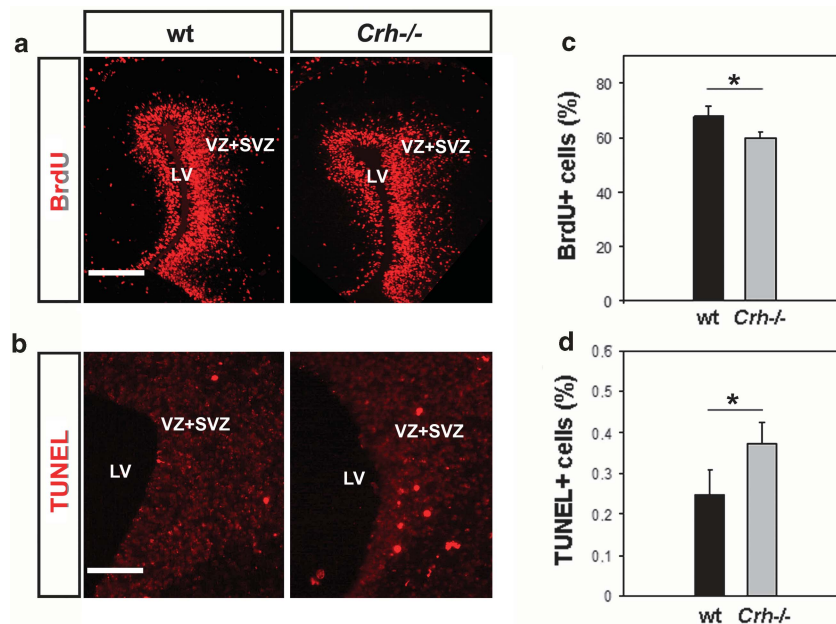 wt
Crh-/-
a
BrdU
LV
VZ+SVZ
LV
VZ+SVZ
b
TUNEL
LV
VZ+SVZ
LV
VZ+SVZ
c
BrdU+ cells (%)
80
60
40
20
0
*
wt
Crh-/-
d
TUNEL+ cells (%)
0.6
0.5
0.4
0.3
0.2
0.1
0
*
wt
Crh-/-